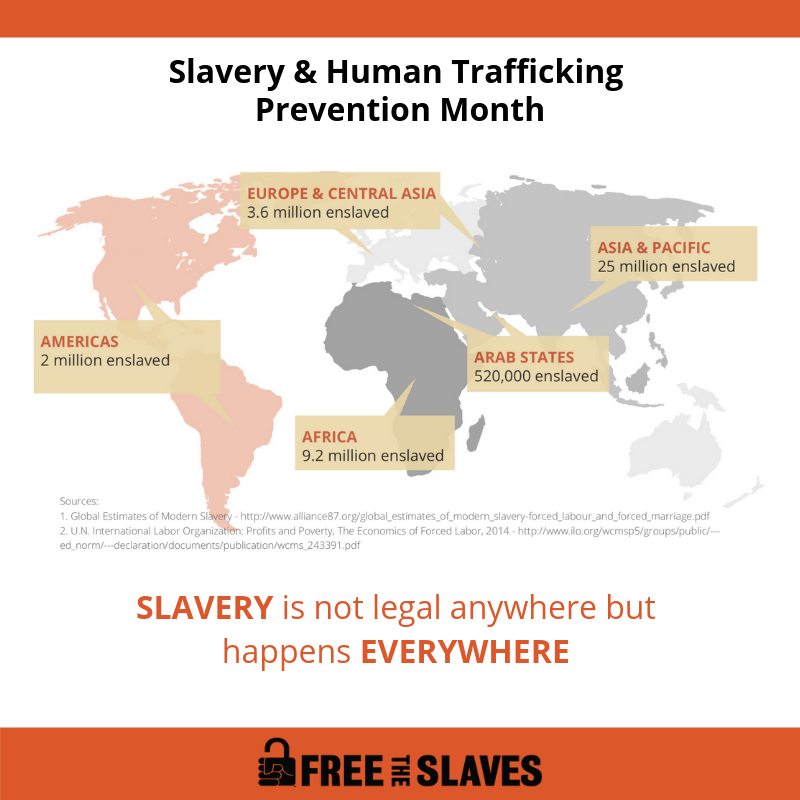 Slavery & Human Trafficking
Prevention Month
EUROPE & CENTRAL ASIA
3.6 million enslaved
ASIA & PACIFIC
25 million enslaved
AMERICAS
2 million enslaved
ARAB STATES
520,000 enslaved
AFRICA
9.2 million enslaved
Sources:
1. Global Estimates of Modern Slavery - http://www.alliance87.org/global_estimates_of_modern_slavery-forced_labour_and_forced_marriage.pdf
2. U.N. International Labor Organization: Profits and Poverty, The Economics of Forced Labor, 2014 - http://www.ilo.org/wcmsp5/groups/public/---
ed_norm/---declaration/documents/publication/wcms_243391.pdf
SLAVERY is not legal anywhere but
happens EVERYWHERE
FREE THE SLAVES